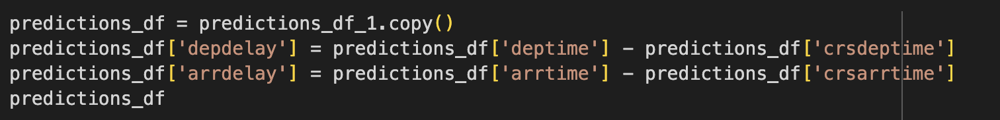 predictions_df = predictions_df_1.copy()
predictions_df['depdelay'] = predictions_df['deptime'] - predictions_df['crsdeptime']
predictions_df['arrdelay'] = predictions_df['arrtime'] - predictions_df['crsarrtime']
predictions_df